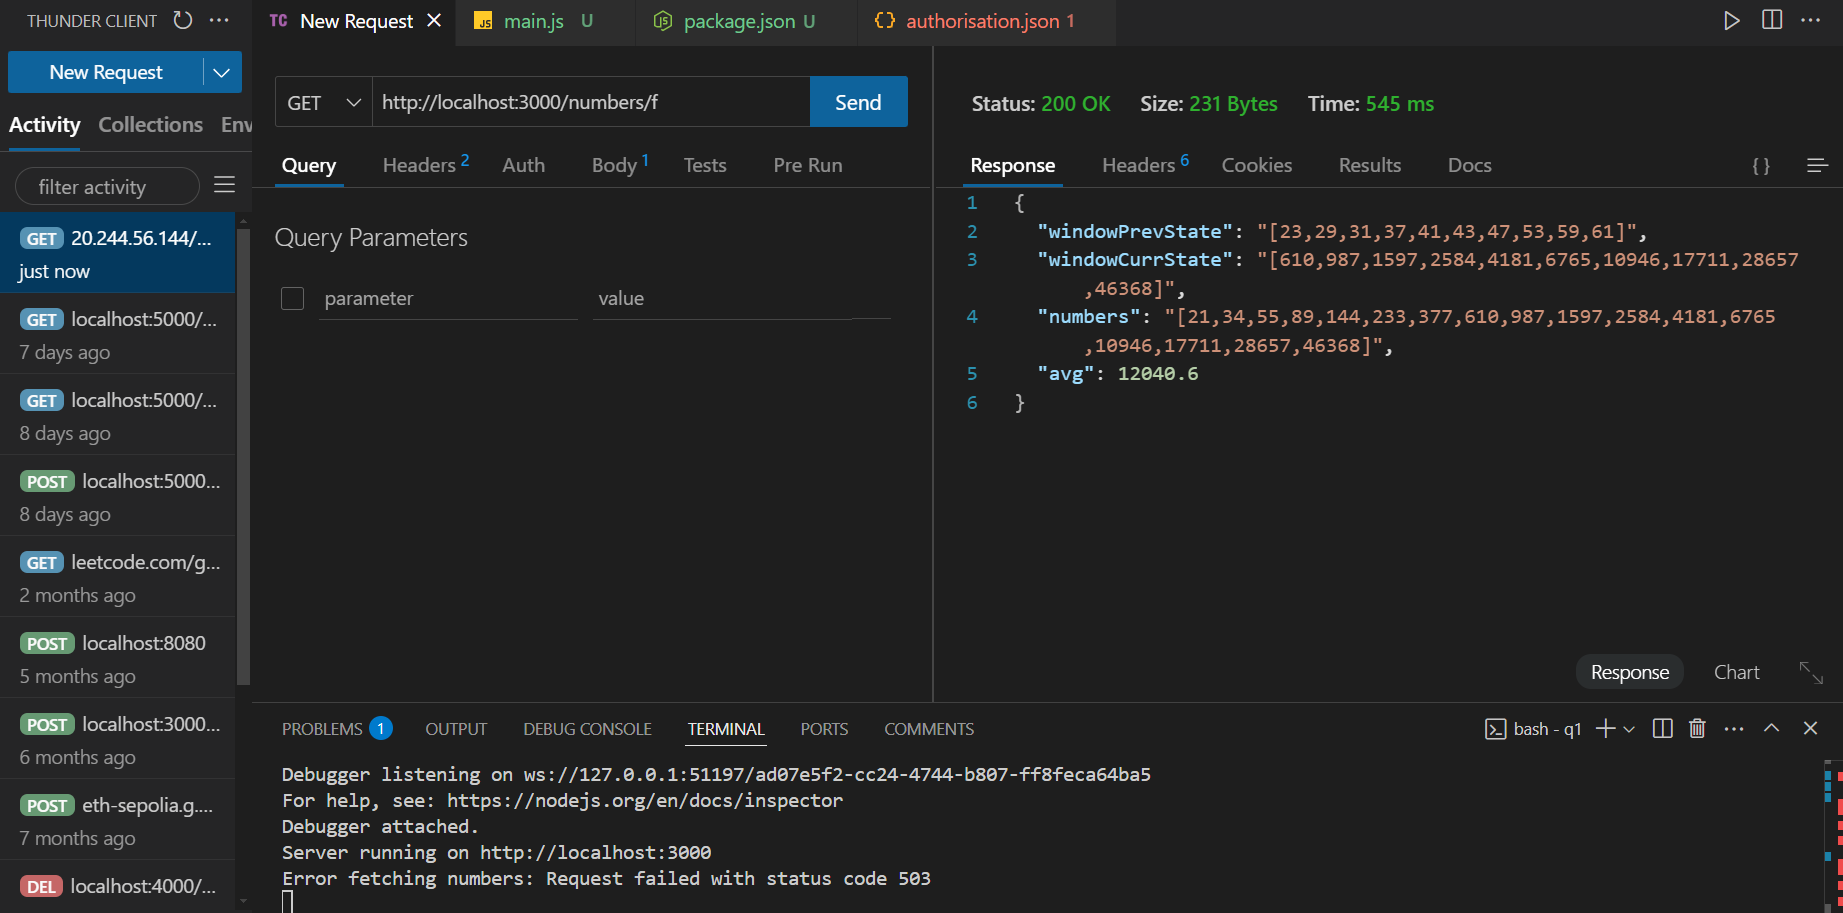 THUNDER CLIENT
TC New Request
JS main.js U
package.json U
{} authorisation.json 1
New Request
Activity Collections Env
filter activity
GET 20.244.56.144/...
just now
GET localhost:5000/...
7 days ago
GET localhost:5000/...
8 days ago
POST localhost:5000...
8 days ago
GET leetcode.com/g...
2 months ago
POST localhost:8080
5 months ago
POST localhost:3000...
6 months ago
POST eth-sepolia.g....
7 months ago
DEL localhost:4000/...
GET http://localhost:3000/numbers/f Send
Query Headers 2 Auth Body 1 Tests Pre Run
Query Parameters
parameter value
Status: 200 OK Size: 231 Bytes Time: 545 ms
Response Headers 6 Cookies Results Docs { }
1 {
2 "windowPrevState": "[23,29,31,37,41,43,47,53,59,61]",
3 "windowCurrState": "[610,987,1597,2584,4181,6765,10946,17711,28657
,46368]",
4 "numbers": "[21,34,55,89,144,233,377,610,987,1597,2584,4181,6765
,10946,17711,28657,46368]",
5 "avg": 12040.6
6 }
Response Chart
PROBLEMS 1 OUTPUT DEBUG CONSOLE TERMINAL PORTS COMMENTS
bash - q1
Debugger listening on ws://127.0.0.1:51197/ad07e5f2-cc24-4744-b807-ff8feca64ba5
For help, see: https://nodejs.org/en/docs/inspector
Debugger attached.
Server running on http://localhost:3000
Error fetching numbers: Request failed with status code 503